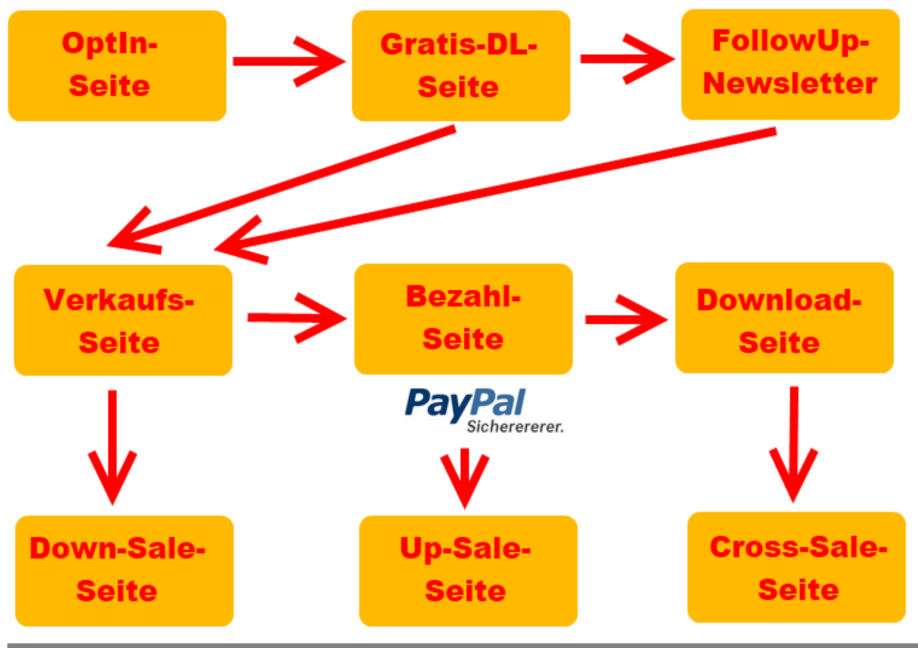 OptIn-
Seite
Gratis-DL-
Seite
FollowUp-
Newsletter
Verkaufs-
Seite
Bezahl-
Seite
Download-
Seite
PayPal
Sicherererer.
Down-Sale-
Seite
Up-Sale-
Seite
Cross-Sale-
Seite